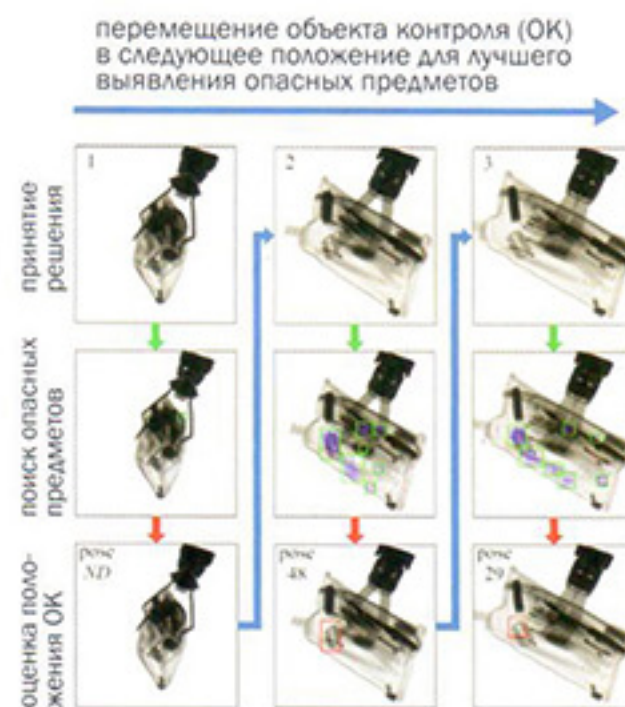 перемещение объекта контроля (ОК)
в следующее положение для лучшего
выявления опасных предметов
принятие
решения
1
2
3
поиск опасных
предметов
оценка поло-
жения ОК
pose
ND
pose
48
pose
29